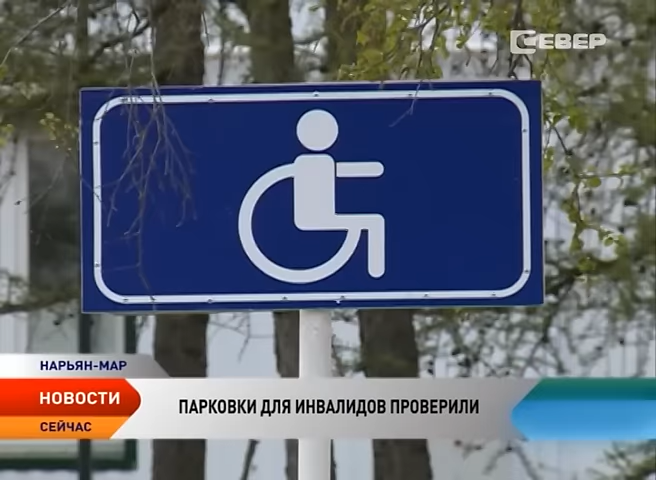 СЕВЕР
НАРЬЯН-МАР
НОВОСТИ
ПАРКОВКИ ДЛЯ ИНВАЛИДОВ ПРОВЕРИЛИ
СЕЙЧАС